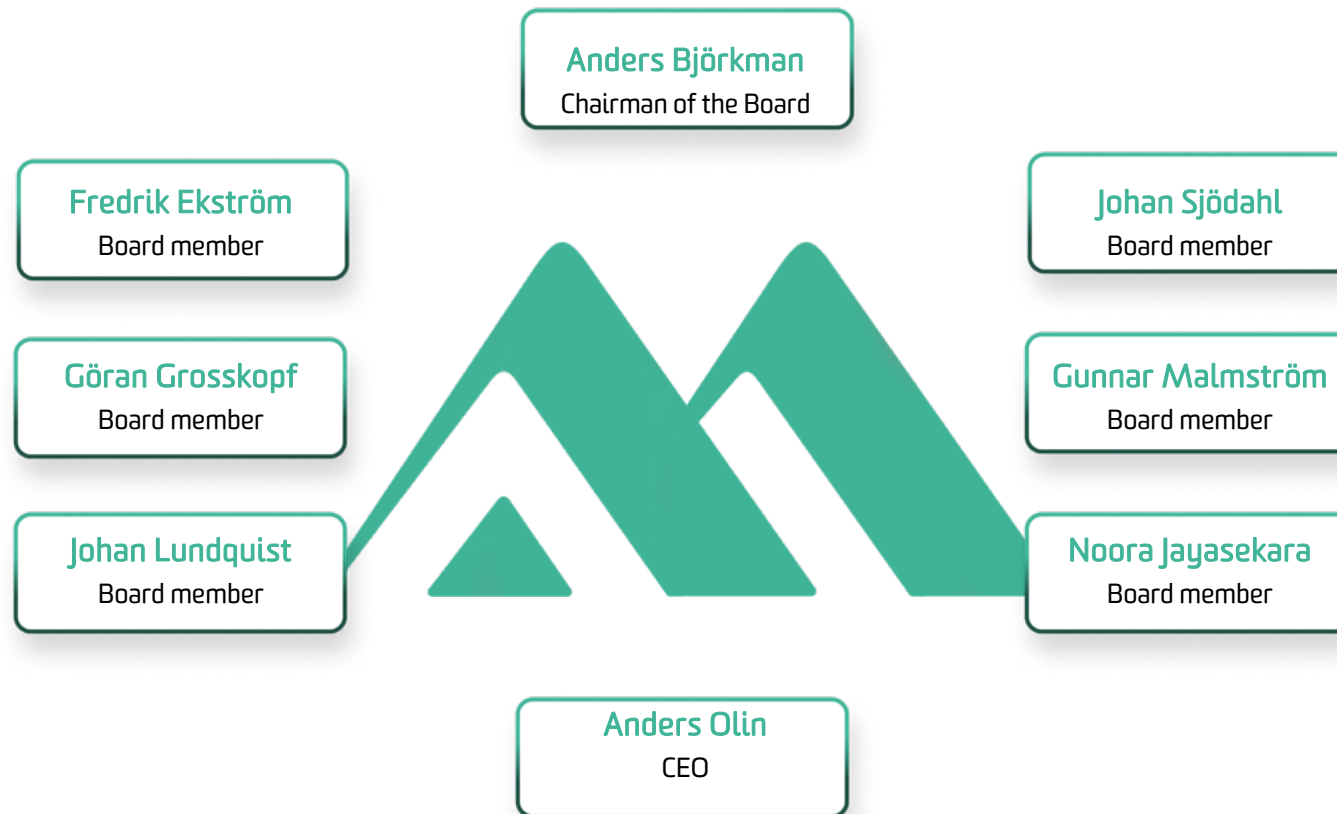 Anders Björkman
Chairman of the Board
Fredrik Ekström
Board member
Johan Sjödahl
Board member
Göran Grosskopf
Board member
Gunnar Malmström
Board member
Johan Lundquist
Board member
Noora Jayasekara
Board member
Anders Olin
CEO